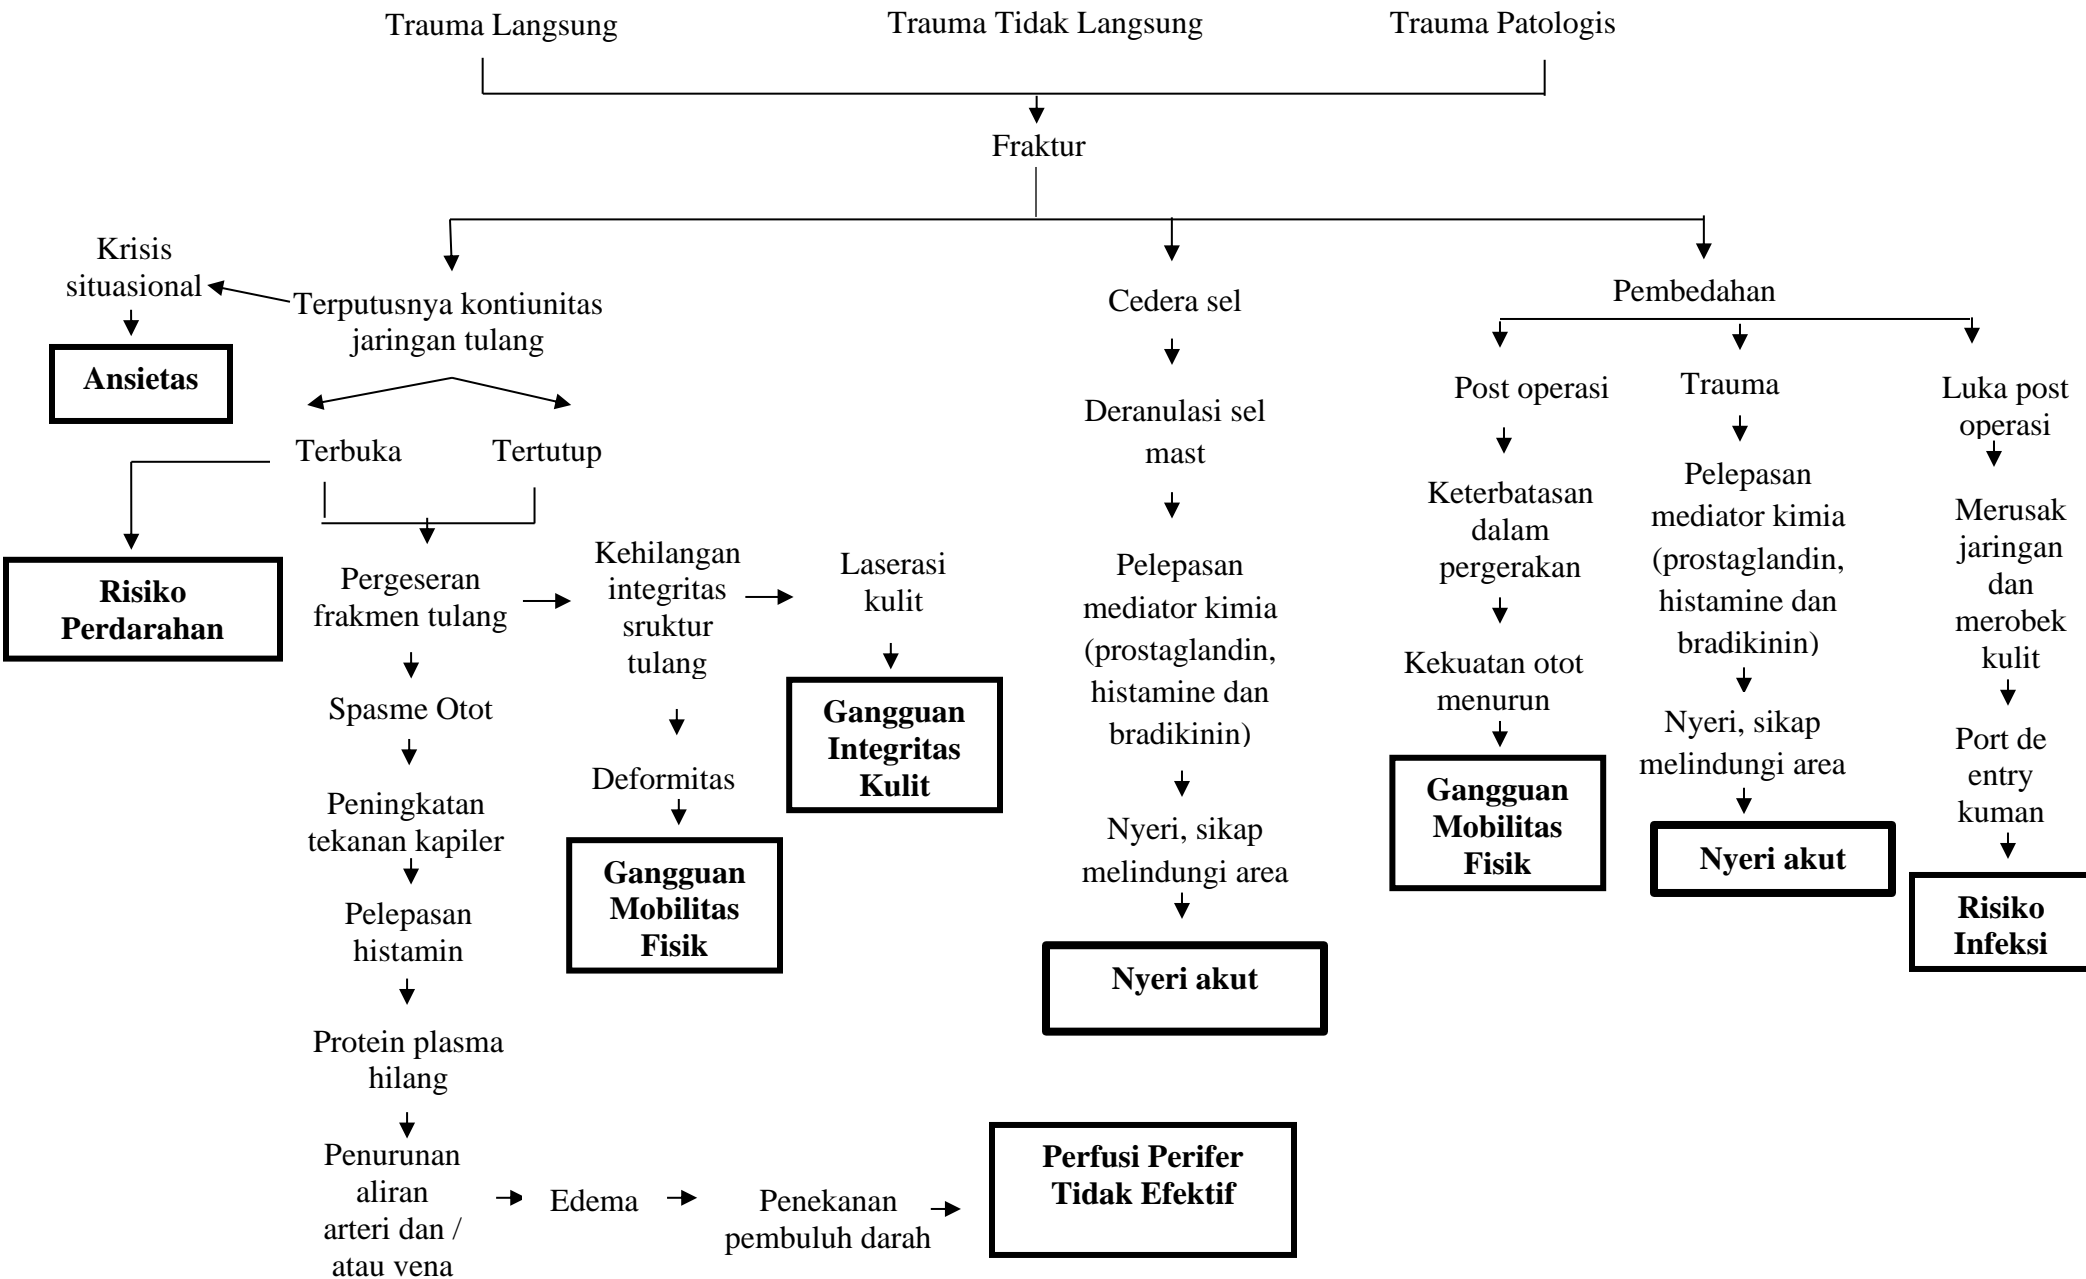 Trauma Langsung
Trauma Tidak Langsung
Trauma Patologis
Fraktur
Krisis
situasional
Ansietas
Terputusnya kontiunitas
jaringan tulang
Terbuka
Tertutup
Risiko
Perdarahan
Pergeseran
frakmen tulang
Spasme Otot
Peningkatan
tekanan kapiler
Pelepasan
histamin
Protein plasma
hilang
Penurunan
aliran
arteri dan /
atau vena
Edema
Penekanan
pembuluh darah
Perfusi Perifer
Tidak Efektif
Kehilangan
integritas
sruktur
tulang
Deformitas
Gangguan
Mobilitas
Fisik
Laserasi
kulit
Gangguan
Integritas
Kulit
Cedera sel
Deranulasi sel
mast
Pelepasan
mediator kimia
(prostaglandin,
histamine dan
bradikinin)
Nyeri, sikap
melindungi area
Nyeri akut
Pembedahan
Post operasi
Keterbatasan
dalam
pergerakan
Kekuatan otot
menurun
Gangguan
Mobilitas
Fisik
Trauma
Pelepasan
mediator kimia
(prostaglandin,
histamine dan
bradikinin)
Nyeri, sikap
melindungi area
Nyeri akut
Luka post
operasi
Merusak
jaringan
dan
merobek
kulit
Port de
entry
kuman
Risiko
Infeksi